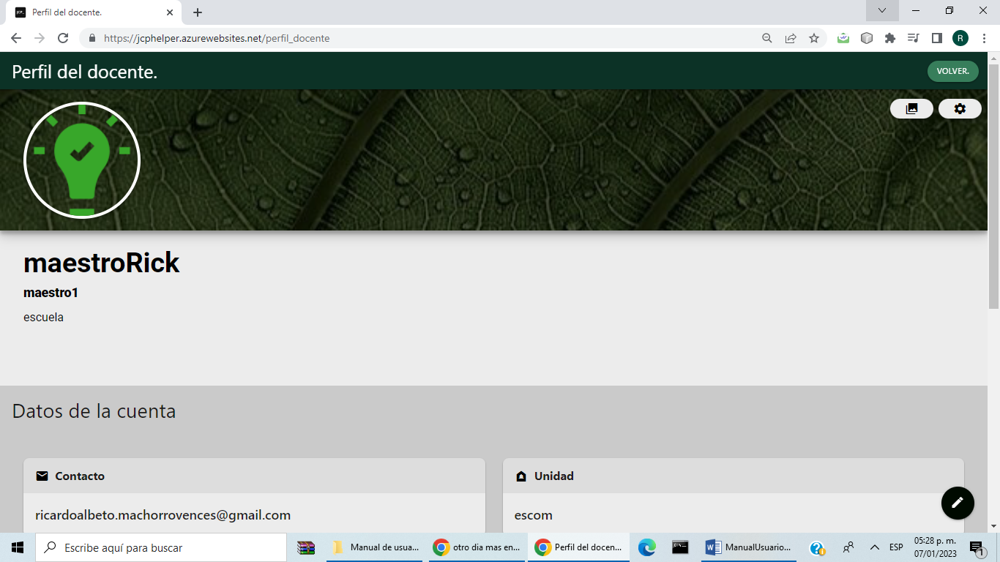 Perfil del docente.
https://jcphelper.azurewebsites.net/perfil_docente
R
Perfil del docente.
VOLVER.
maestroRick
maestro1
escuela
Datos de la cuenta
Contacto
ricardoalbeto.machorrovences@gmail.com
Unidad
escom
Escribe aquí para buscar
Manual de usua...
otro dia mas en...
Perfil del docen...
ManualUsuario...
ESP
05:28 p. m.
07/01/2023
1